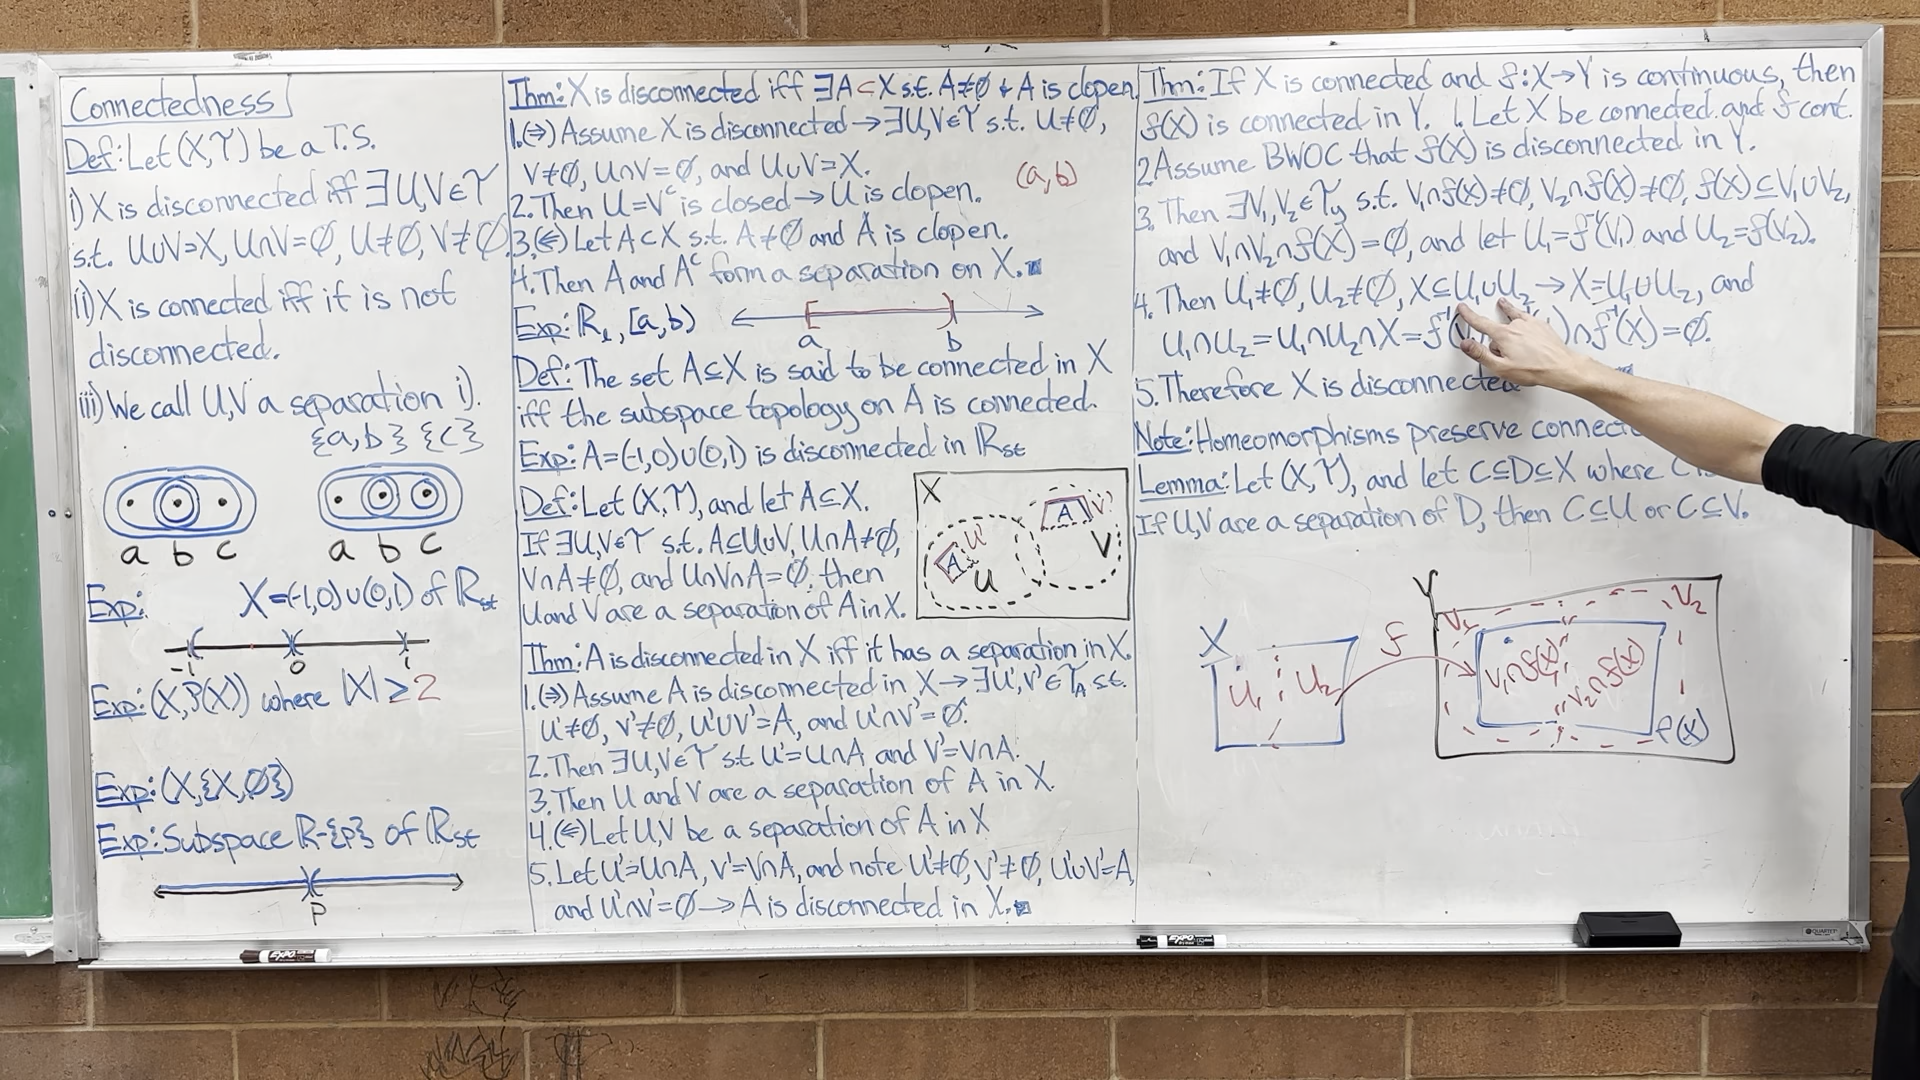 Connectedness
Def: Let (X,Τ) be a T.S.
i) X is disconnected iff ∃U,V∈Τ
s.t. U∪V=X, U∩V=∅, U≠∅, V≠∅.
ii) X is connected iff it is not
disconnected.
iii) We call U,V a separation i).
{a,b} {c}
a b c
a b c
Exp: X=(-1,0)∪(0,1) of ℝst
-1 0 1
Exp: (X,P(X)) where |X| ≥ 2
Exp: (X,{X,∅})
Exp: Subspace ℝ-{p} of ℝst
P
Thm: X is disconnected iff ∃A⊂X s.t. A≠∅ + A is clopen.
1.(⇒) Assume X is disconnected → ∃U,V∈Τ s.t. U≠∅,
V≠∅, U∩V=∅, and U∪V=X.
(a,b)
2. Then U=Vᶜ is closed → U is clopen.
3.(⇐) Let A⊂X s.t. A≠∅ and A is clopen.
4. Then A and Aᶜ form a separation on X.
Exp: ℝℓ, [a,b)
a b
Def: The set A⊆X is said to be connected in X
iff the subspace topology on A is connected.
Exp: A=(-1,0)∪(0,1) is disconnected in ℝst
Def: Let (X,Τ), and let A⊆X.
If ∃U,V∈Τ s.t. A⊆U∪V, U∩A≠∅,
V∩A≠∅, and U∩V∩A=∅, then
U and V are a separation of A in X.
X
A V'
A U'
U
V
Thm: A is disconnected in X iff it has a separation in X.
1.(⇒) Assume A is disconnected in X → ∃U',V'∈Τ_A s.t.
U'≠∅, V'≠∅, U'∪V'=A, and U'∩V'=∅.
2. Then ∃U,V∈Τ s.t. U'=U∩A and V'=V∩A.
3. Then U and V are a separation of A in X.
4.(⇐) Let U,V be a separation of A in X
5. Let U'=U∩A, V'=V∩A, and note U'≠∅, V'≠∅, U'∪V'=A,
and U'∩V'=∅ → A is disconnected in X.
Thm: If X is connected and f:X→Y is continuous, then
f(X) is connected in Y. 1. Let X be connected and f cont.
2 Assume BWOC that f(X) is disconnected in Y.
3. Then ∃V₁,V₂∈Τ_y s.t. V₁∩f(X)≠∅, V₂∩f(X)≠∅, f(X)⊆V₁∪V₂,
and V₁∩V₂∩f(X)=∅, and let U₁=f⁻¹(V₁) and U₂=f(V₂).
4. Then U₁≠∅, U₂≠∅, X⊆U₁∪U₂ → X=U₁∪U₂, and
U₁∩U₂=U₁∩U₂∩X=f⁻¹(V₁ ∩f⁻¹(X)=∅.
5. Therefore X is disconnected
Note: Homeomorphisms preserve
Lemma: Let (X,Τ), and let C⊆D⊆X where C
If U,V are a separation of D, then C⊆U or C⊆V.
X
U₁ U₂
f
Y
V₁ V₂
V₁∩f(X)
V₂∩f(X)
f(X)
EXPO
EXPO
QUARTET